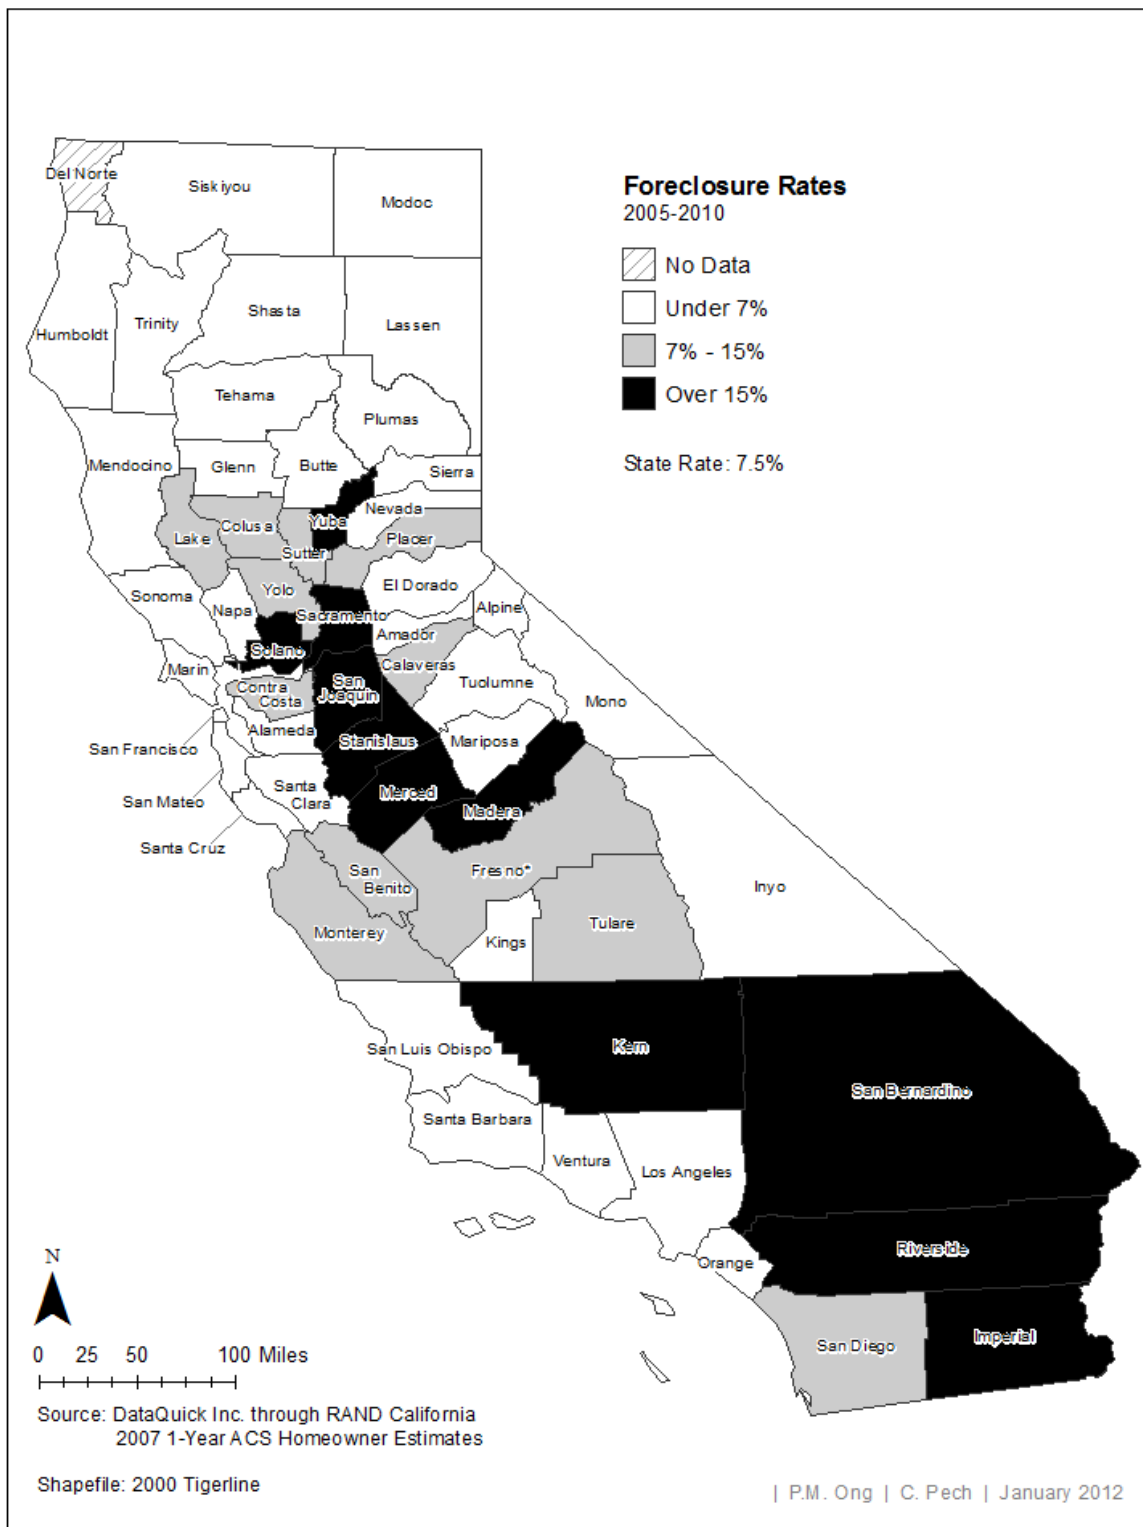 Foreclosure Rates
2005-2010
No Data
Under 7%
7% - 15%
Over 15%
State Rate: 7.5%
Del Norte
Siskiyou
Modoc
Humboldt
Trinity
Shasta
Lassen
Tehama
Plumas
Mendocino
Glenn
Butte
Sierra
Lake
Colusa
Sutter
Yuba
Nevada
Placer
Sonoma
Napa
Yolo
Sacramento
El Dorado
Alpine
Amador
Marin
Solano
Calaveras
Contra
Costa
San
Joaquin
Tuolumne
Mono
San Francisco
Alameda
Stanislaus
Mariposa
San Mateo
Santa
Clara
Merced
Madera
Santa Cruz
San
Benito
Fresno*
Inyo
Monterey
Kings
Tulare
San Luis Obispo
Kern
San Bernardino
Santa Barbara
Ventura
Los Angeles
Orange
Riverside
San Diego
Imperial
N
0 25 50 100 Miles
Source: DataQuick Inc. through RAND California
2007 1-Year ACS Homeowner Estimates
Shapefile: 2000 Tigerline
| P.M. Ong | C. Pech | January 2012